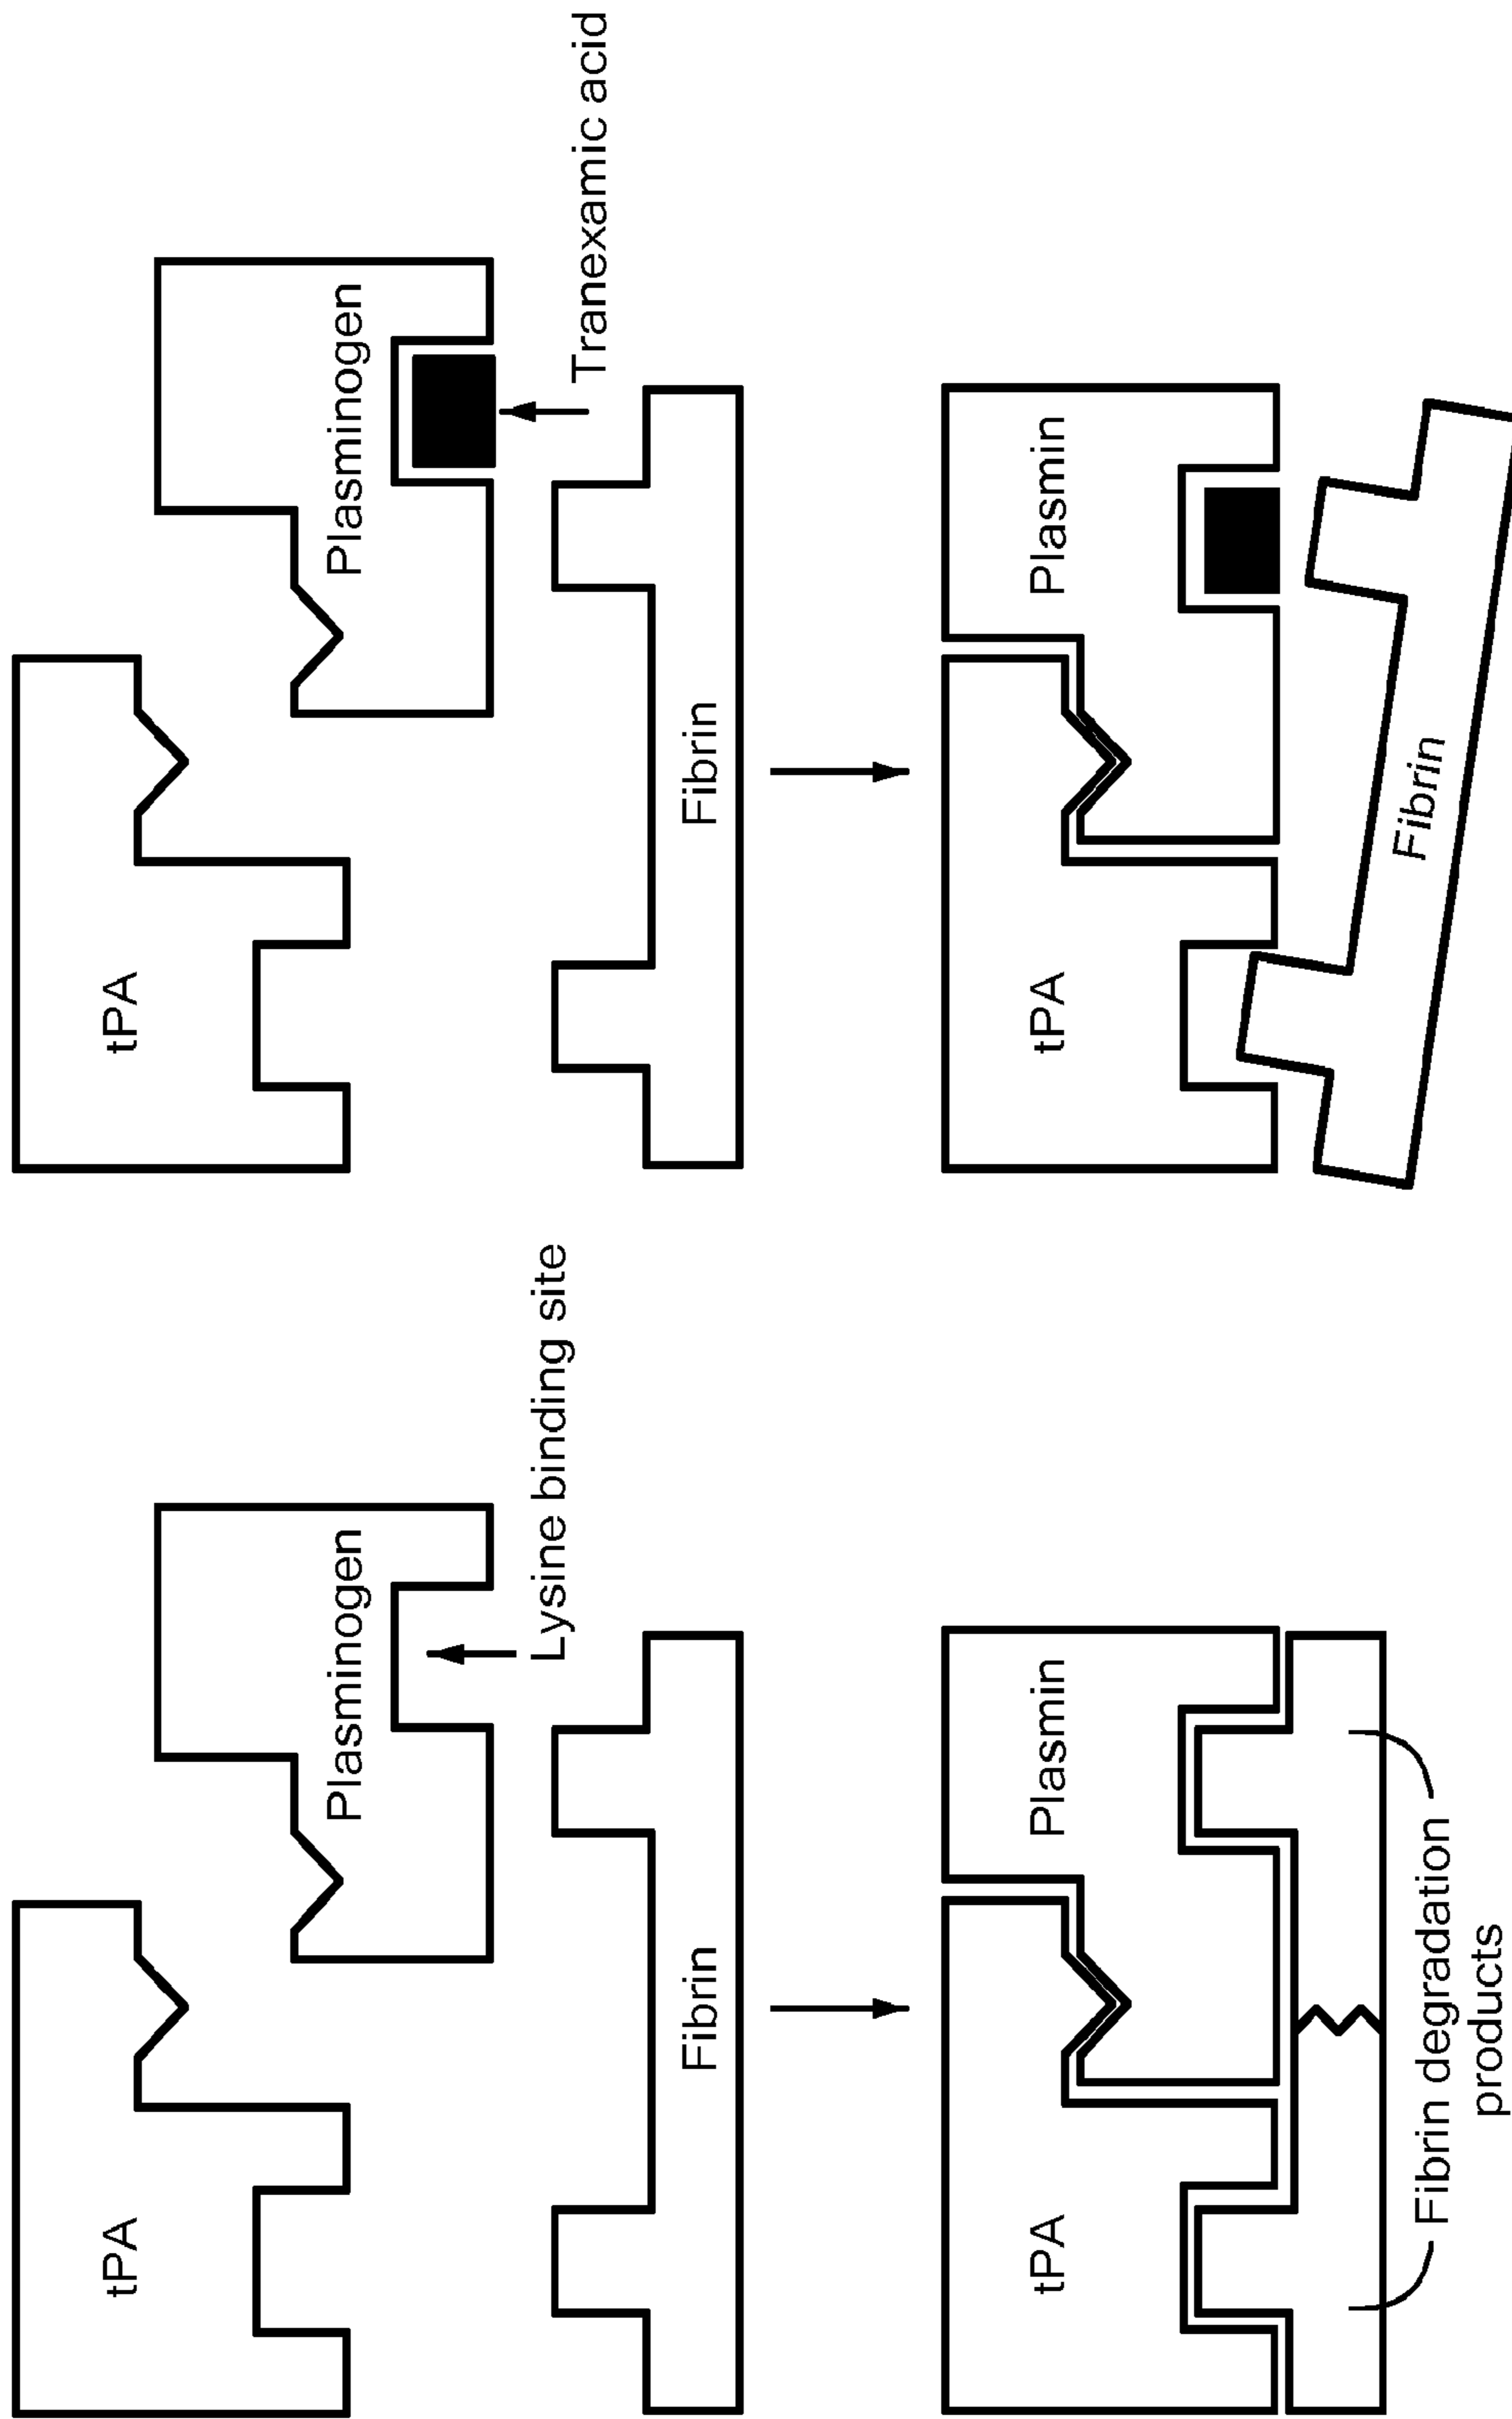 tPA
Plasminogen
Lysine binding site
Fibrin
tPA
Plasmin
Fibrin degradation
products
tPA
Plasminogen
Tranexamic acid
Fibrin
tPA
Plasmin
Fibrin